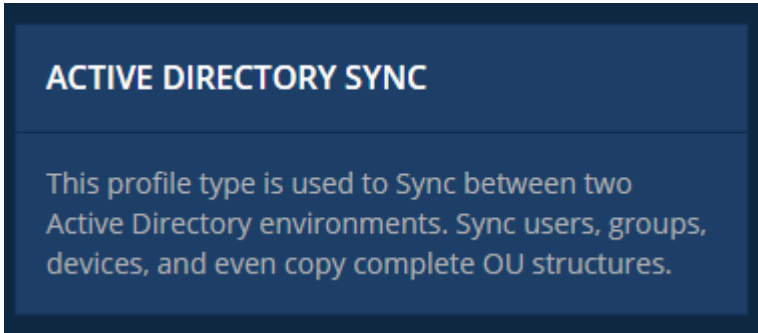 ACTIVE DIRECTORY SYNC
This profile type is used to Sync between two
Active Directory environments. Sync users, groups,
devices, and even copy complete OU structures.